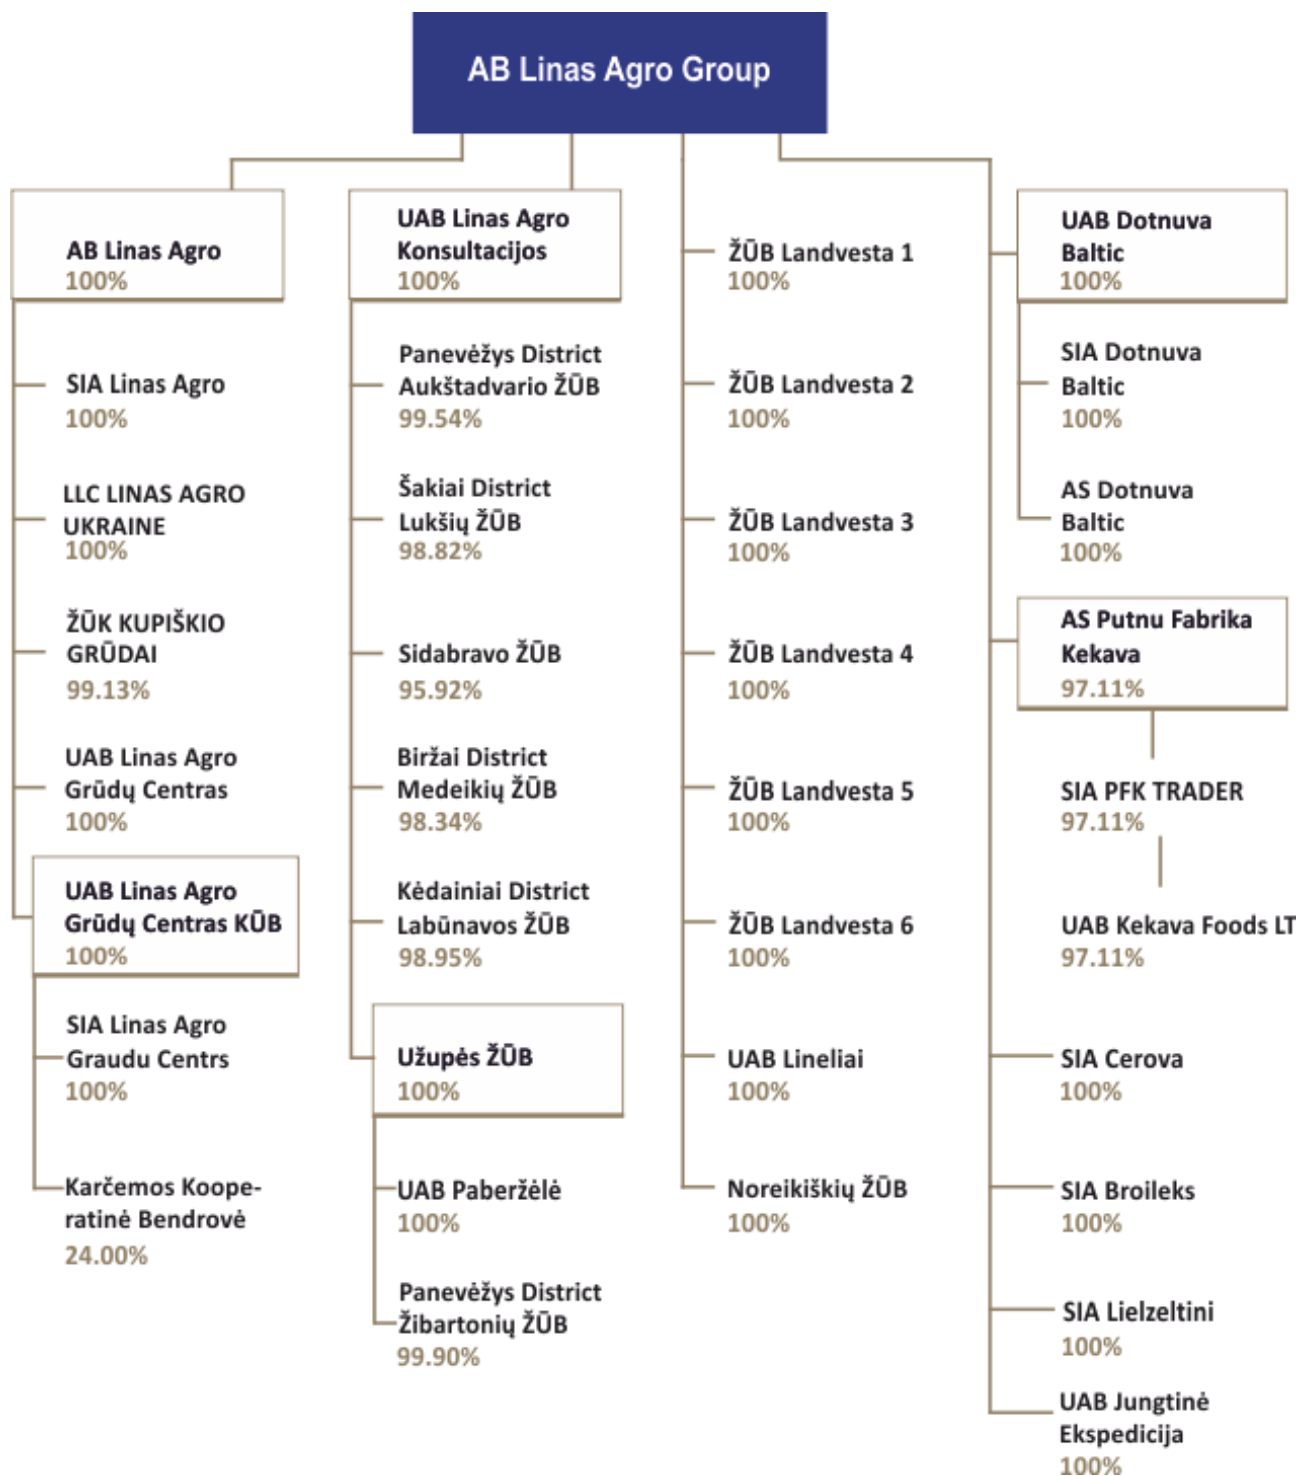 AB Linas Agro Group
AB Linas Agro
100%
SIA Linas Agro
100%
LLC LINAS AGRO
UKRAINE
100%
ŽŪK KUPIŠKIO
GRŪDAI
99.13%
UAB Linas Agro
Grūdų Centras
100%
UAB Linas Agro
Grūdų Centras KŪB
100%
SIA Linas Agro
Graudu Centrs
100%
Karčemos Koope-
ratinė Bendrovė
24.00%
UAB Linas Agro
Konsultacijos
100%
Panevėžys District
Aukštadvario ŽŪB
99.54%
Šakiai District
Lukšių ŽŪB
98.82%
Sidabravo ŽŪB
95.92%
Biržai District
Medeikių ŽŪB
98.34%
Kėdainiai District
Labūnavos ŽŪB
98.95%
Užupės ŽŪB
100%
UAB Paberžėlė
100%
Panevėžys District
Žibartonių ŽŪB
99.90%
ŽŪB Landvesta 1
100%
ŽŪB Landvesta 2
100%
ŽŪB Landvesta 3
100%
ŽŪB Landvesta 4
100%
ŽŪB Landvesta 5
100%
ŽŪB Landvesta 6
100%
UAB Lineliai
100%
Noreikiškių ŽŪB
100%
UAB Dotnuva
Baltic
100%
SIA Dotnuva
Baltic
100%
AS Dotnuva
Baltic
100%
AS Putnu Fabrika
Kekava
97.11%
SIA PFK TRADER
97.11%
UAB Kekava Foods LT
97.11%
SIA Cerova
100%
SIA Broileks
100%
SIA Lielzeltini
100%
UAB Jungtinė
Ekspedicija
100%